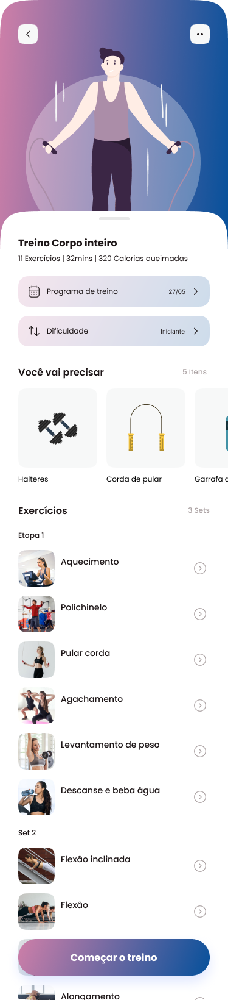 Treino Corpo inteiro
11 Exercícios | 32mins | 320 Calorias queimadas
Programa de treino 27/05
Dificuldade Iniciante
Você vai precisar 5 Itens
Halteres Corda de pular Garrafa
Exercícios 3 Sets
Etapa 1
Aquecimento
Polichinelo
Pular corda
Agachamento
Levantamento de peso
Descanse e beba água
Set 2
Flexão inclinada
Flexão
Começar o treino
Alongamento